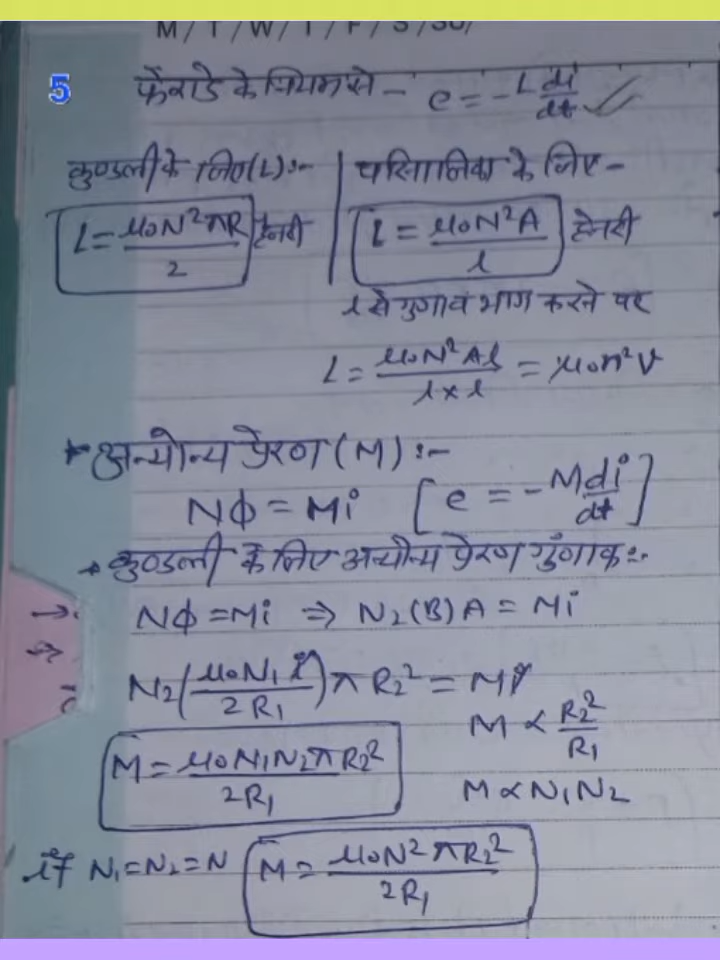 M / T / W / T / F / S /SU/
5
फैराडे के नियम से - e = -L di/dt
कुण्डली के लिए (L) :-
L = μ0N²πR/2 हेनरी
परिनालिका के लिए -
L = μ0N²A/l हेनरी
l से गुणा व भाग करने पर
L = μ0N²Al/l×l = μ0n²V
* अन्योन्य प्रेरण (M) :-
Nϕ = Mi [e = -Mdi/dt]
* कुण्डली के लिए अन्योन्य प्रेरण गुंणाक :-
Nϕ = Mi ⇒ N₂(B)A = Mi
N₂(μ0N₁i/2R₁)πR₂² = Mi
M ∝ R₂²/R₁
M = μ0N₁N₂πR₂²/2R₁
M ∝ N₁N₂
if N₁=N₂=N M = μ0N²πR₂²/2R₁